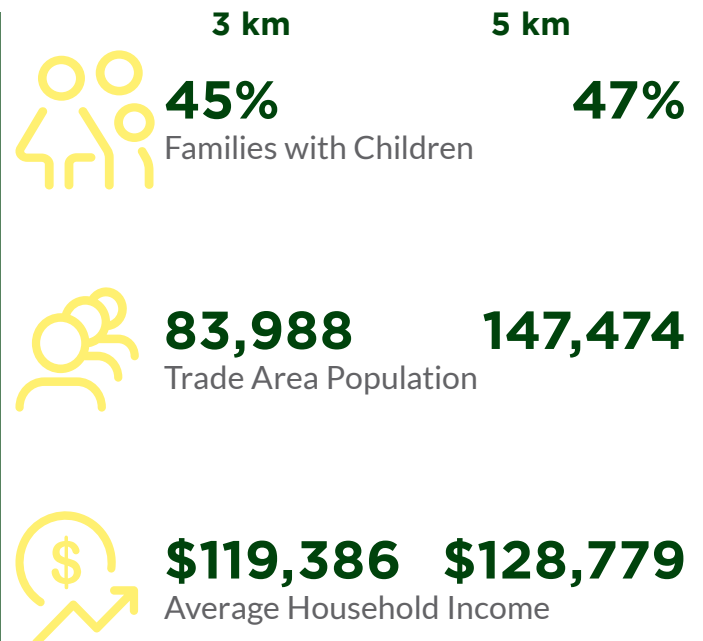 3 km 5 km
45% 47%
Families with Children
83,988 147,474
Trade Area Population
$
$119,386 $128,779
Average Household Income